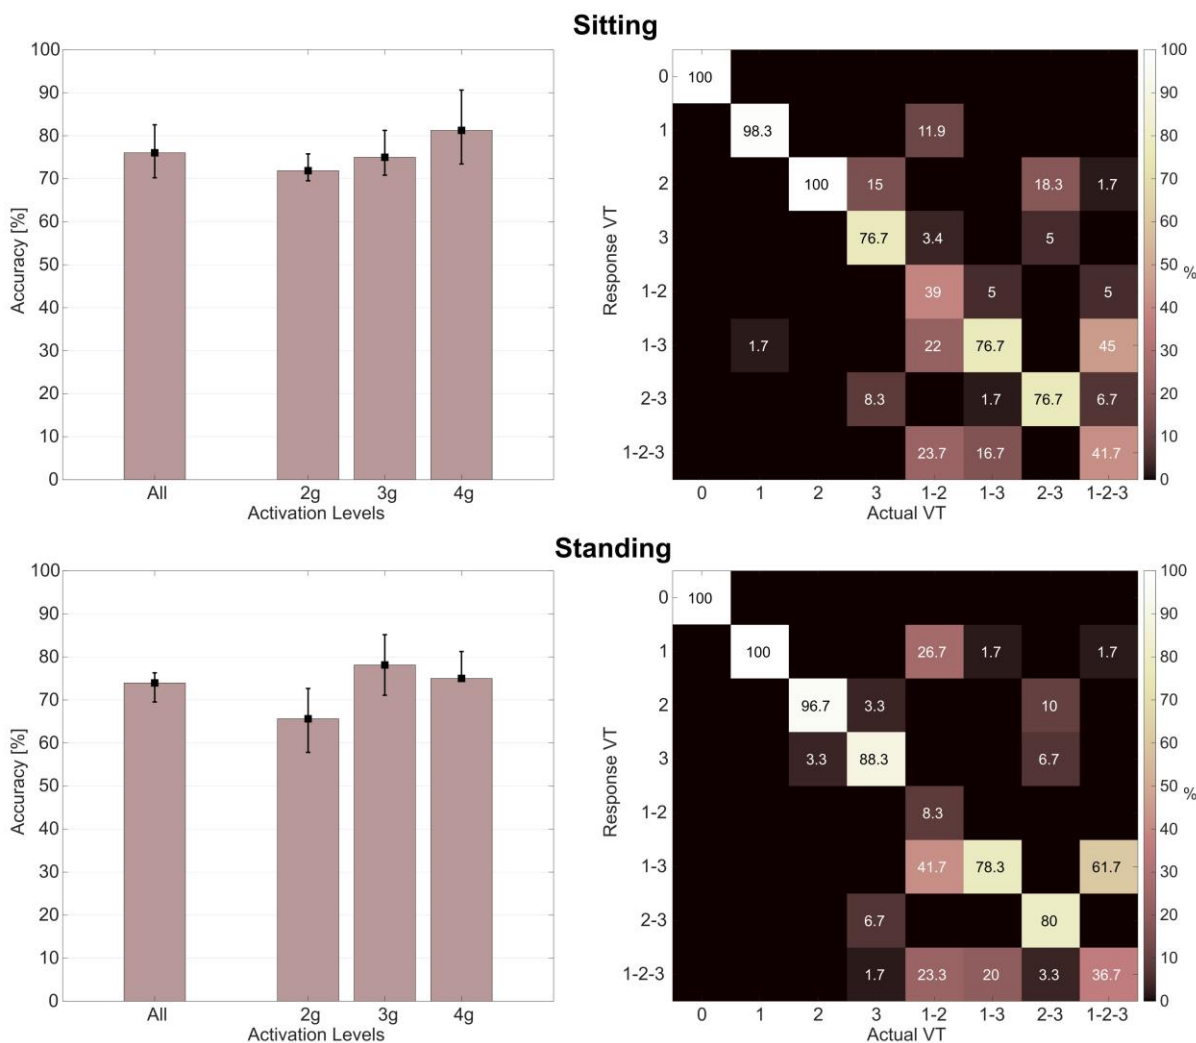 Sitting
100
90
80
70
60
50
40
30
20
10
0
Accuracy [%]
All 2g 3g 4g
Activation Levels
Response VT
0 100
1 98.3 11.9
2 100 15 18.3 1.7
3 76.7 3.4 5
1-2 39 5 5
1-3 1.7 22 76.7 45
2-3 8.3 1.7 76.7 6.7
1-2-3 23.7 16.7 41.7
0 1 2 3 1-2 1-3 2-3 1-2-3
Actual VT
100
90
80
70
60
50
40
30
20
10
0
%
Standing
100
90
80
70
60
50
40
30
20
10
0
Accuracy [%]
All 2g 3g 4g
Activation Levels
Response VT
0 100
1 100 26.7 1.7 1.7
2 96.7 3.3 10
3 3.3 88.3 6.7
1-2 8.3
1-3 41.7 78.3 61.7
2-3 6.7 80
1-2-3 1.7 23.3 20 3.3 36.7
0 1 2 3 1-2 1-3 2-3 1-2-3
Actual VT
100
90
80
70
60
50
40
30
20
10
0
%